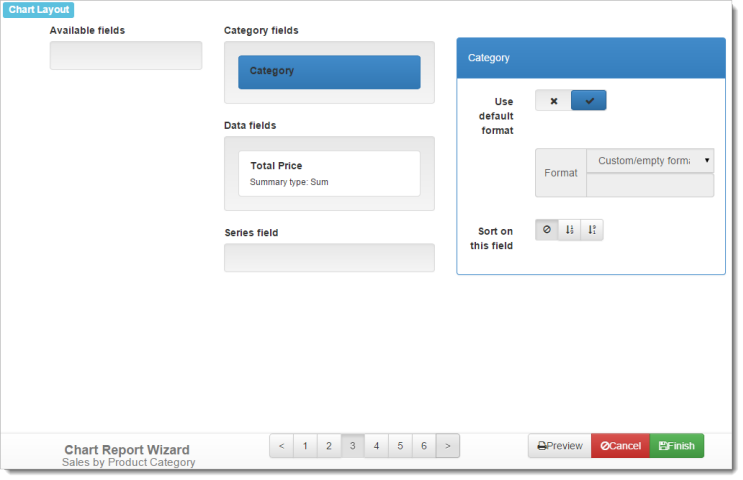 Chart Layout
Available fields
Category fields
Category
Data fields
Total Price
Summary type: Sum
Series field
Category
Use
default
format
Format
Custom/empty forma
Sort on
this field
Chart Report Wizard
Sales by Product Category
< 1 2 3 4 5 6 >
Preview Cancel Finish